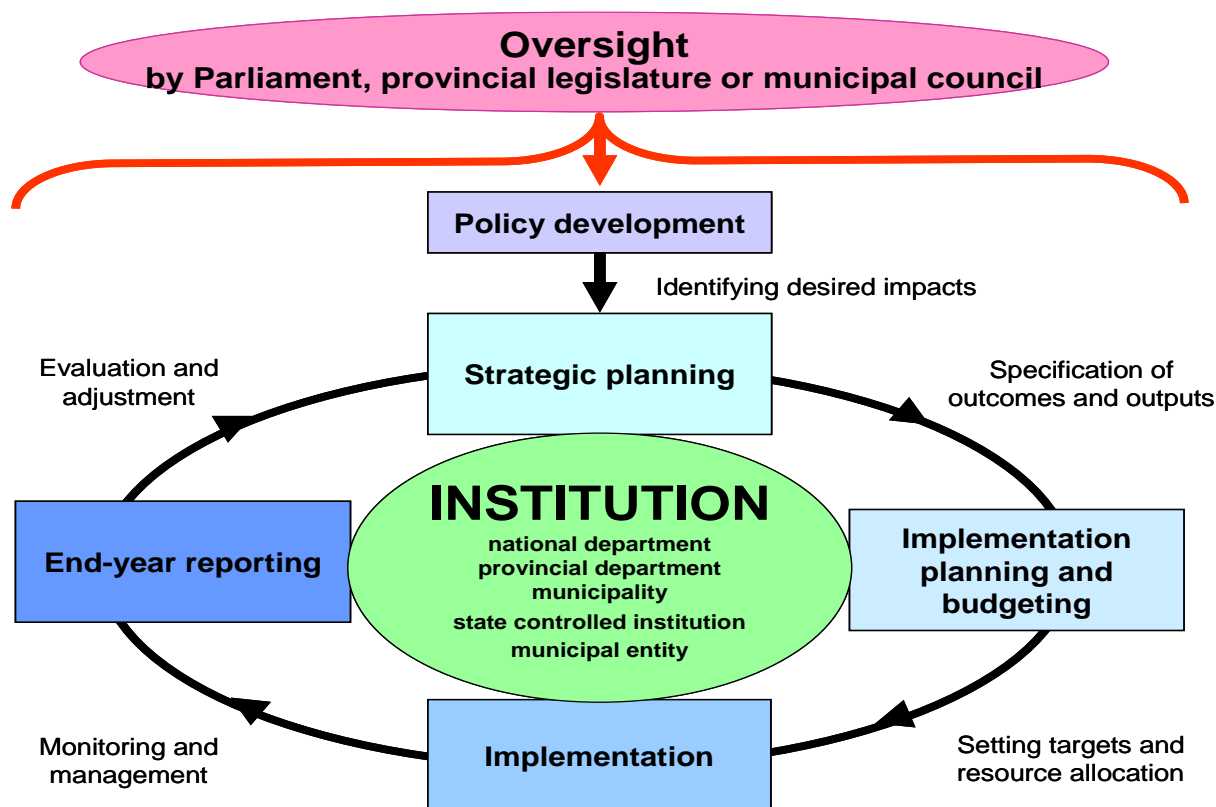 Oversight
by Parliament, provincial legislature or municipal council
Policy development
Identifying desired impacts
Strategic planning
Evaluation and
adjustment
Specification of
outcomes and outputs
INSTITUTION
national department
provincial department
municipality
state controlled institution
municipal entity
End-year reporting
Implementation
planning and
budgeting
Monitoring and
management
Implementation
Setting targets and
resource allocation